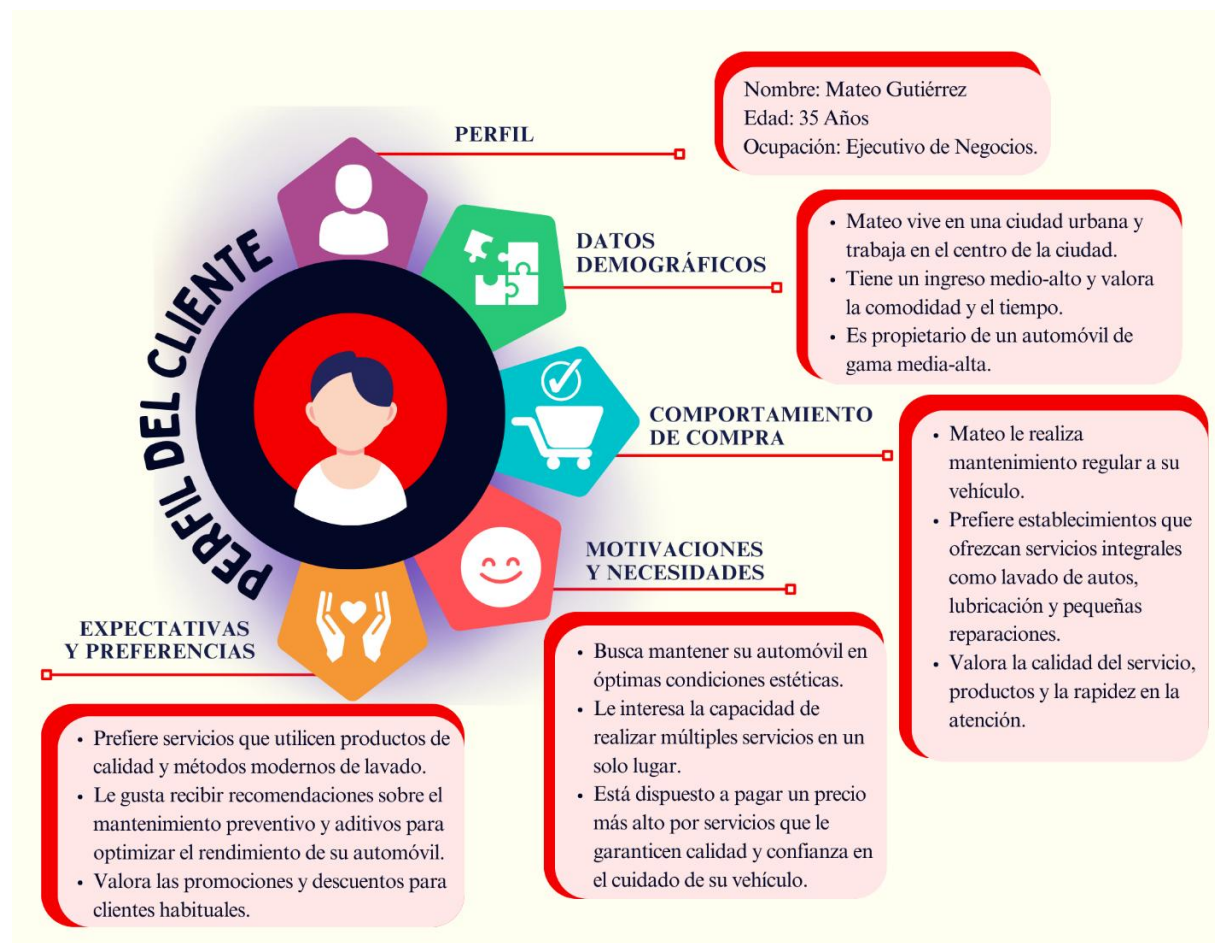 PERFIL DEL CLIENTE
PERFIL
Nombre: Mateo Gutiérrez
Edad: 35 Años
Ocupación: Ejecutivo de Negocios.
DATOS
DEMOGRÁFICOS
• Mateo vive en una ciudad urbana y
trabaja en el centro de la ciudad.
• Tiene un ingreso medio-alto y valora
la comodidad y el tiempo.
• Es propietario de un automóvil de
gama media-alta.
COMPORTAMIENTO
DE COMPRA
• Mateo le realiza
mantenimiento regular a su
vehículo.
• Prefiere establecimientos que
ofrezcan servicios integrales
como lavado de autos,
lubricación y pequeñas
reparaciones.
• Valora la calidad del servicio,
productos y la rapidez en la
atención.
MOTIVACIONES
Y NECESIDADES
• Busca mantener su automóvil en
óptimas condiciones estéticas.
• Le interesa la capacidad de
realizar múltiples servicios en un
solo lugar.
• Está dispuesto a pagar un precio
más alto por servicios que le
garanticen calidad y confianza en
el cuidado de su vehículo.
EXPECTATIVAS
Y PREFERENCIAS
• Prefiere servicios que utilicen productos de
calidad y métodos modernos de lavado.
• Le gusta recibir recomendaciones sobre el
mantenimiento preventivo y aditivos para
optimizar el rendimiento de su automóvil.
• Valora las promociones y descuentos para
clientes habituales.